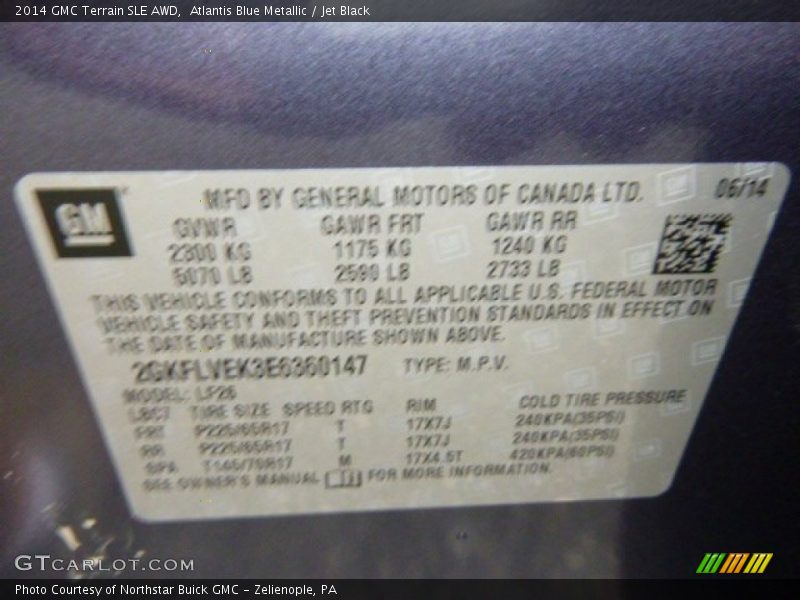 2014 GMC Terrain SLE AWD,  Atlantis Blue Metallic / Jet Black
MFD BY GENERAL MOTORS OF CANADA LTD. 06/14
GM
GVWR GAWR FRT GAWR RR
2300 KG 1175 KG 1240 KG
5070 LB 2590 LB 2733 LB
THIS VEHICLE CONFORMS TO ALL APPLICABLE U.S. FEDERAL MOTOR
VEHICLE SAFETY AND THEFT PREVENTION STANDARDS IN EFFECT ON
THE DATE OF MANUFACTURE SHOWN ABOVE.
2GKFLVEK3E6360147 TYPE: M.P.V.
MODEL: LF26
TIRE SIZE SPEED RTG RIM COLD TIRE PRESSURE
FRT P225/65R17 T 17X7J 240KPA(35PSI)
RR P225/65R17 T 17X7J 240KPA(35PSI)
SPA M 17X4.5T 420KPA(60PSI)
SEE OWNER'S MANUAL FOR MORE INFORMATION.
GTCARLOT.COM
Photo Courtesy of Northstar Buick GMC - Zelienople, PA